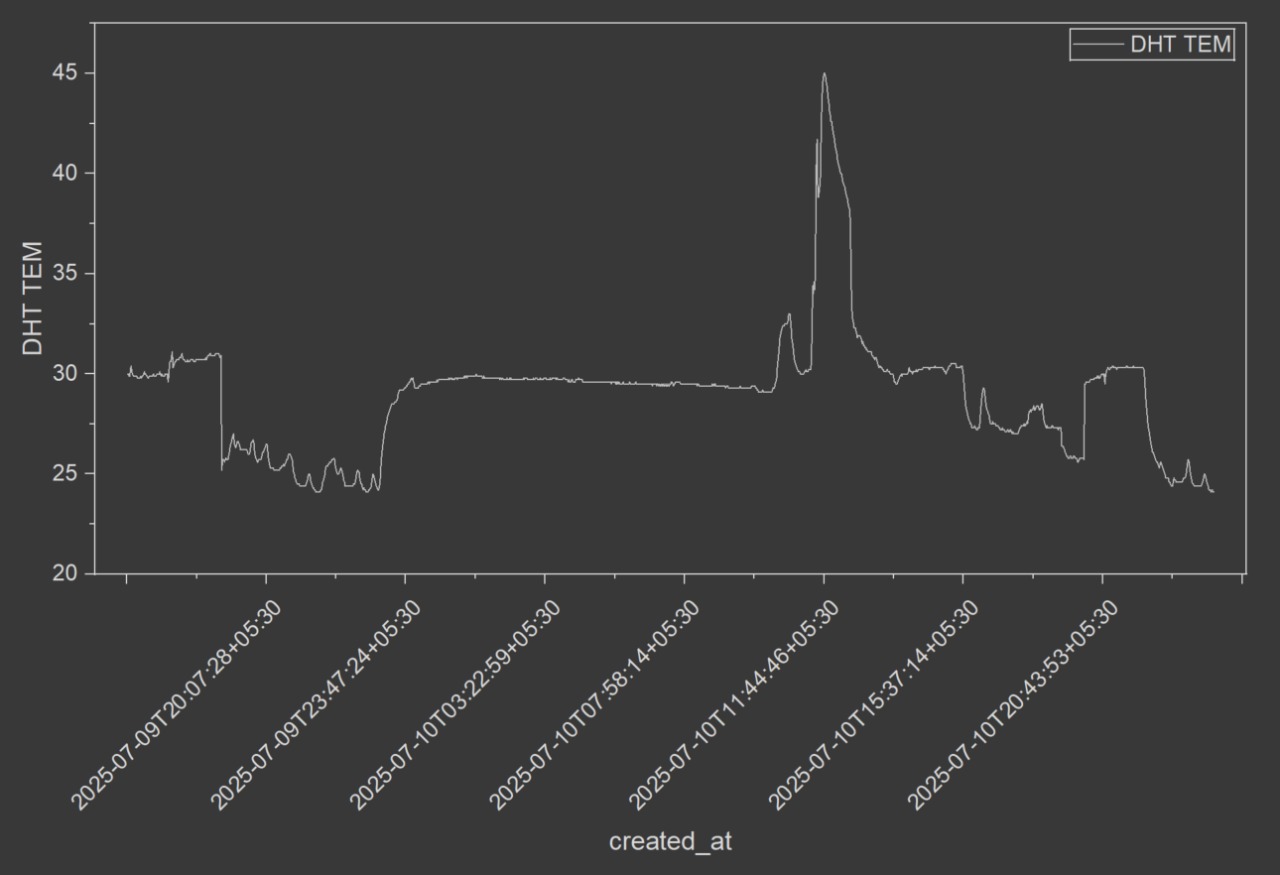 DHT TEM
45
40
35
30
25
20
DHT TEM
2025-07-09T20:07:28+05:30
2025-07-09T23:47:24+05:30
2025-07-10T03:22:59+05:30
2025-07-10T07:58:14+05:30
2025-07-10T11:44:46+05:30
2025-07-10T15:37:14+05:30
2025-07-10T20:43:53+05:30
created_at